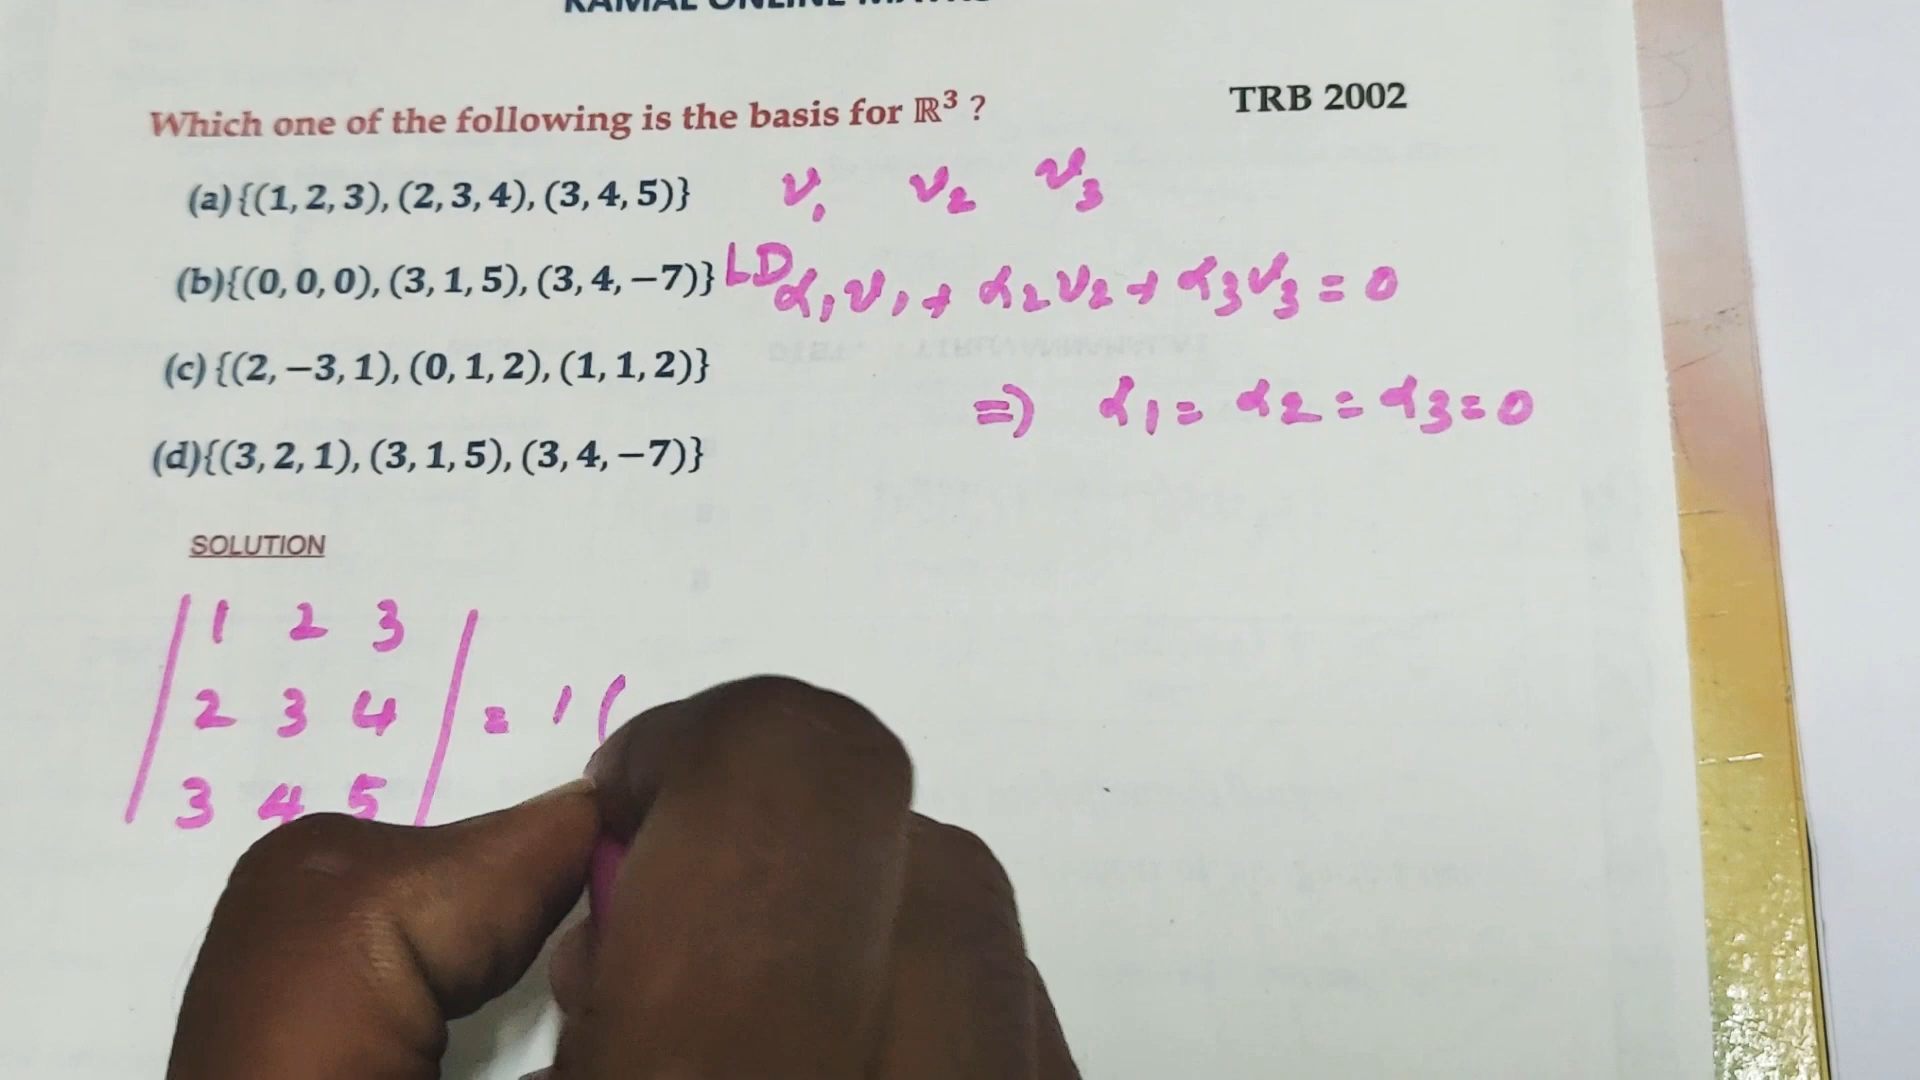 Which one of the following is the basis for ℝ³ ? TRB 2002
(a) {(1, 2, 3), (2, 3, 4), (3, 4, 5)} v₁ v₂ v₃
(b){(0, 0, 0), (3, 1, 5), (3, 4, −7)} LD α₁v₁ + α₂v₂ + α₃v₃ = 0
(c) {(2, −3, 1), (0, 1, 2), (1, 1, 2)}
⇒ α₁ = α₂ = α₃ = 0
(d){(3, 2, 1), (3, 1, 5), (3, 4, −7)}
SOLUTION
| 1 2 3 |
| 2 3 4 | = 1 (
| 3 4 5 |